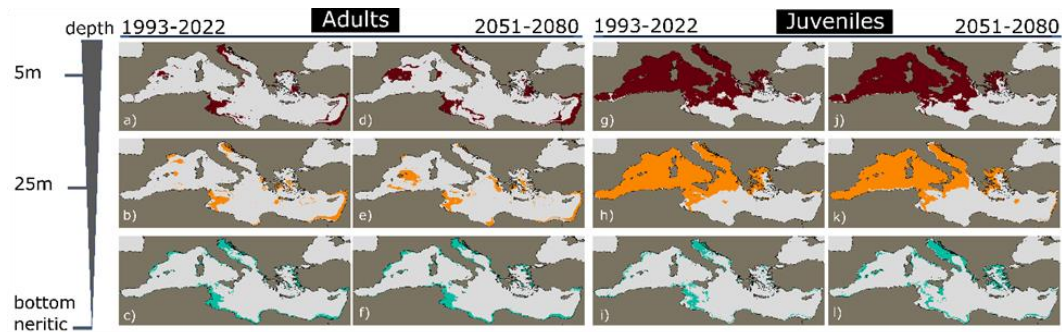 Adults
Juveniles
depth
1993-2022
2051-2080
1993-2022
2051-2080
5m
a)
d)
g)
j)
25m
b)
e)
h)
k)
bottom
neritic
c)
f)
i)
l)